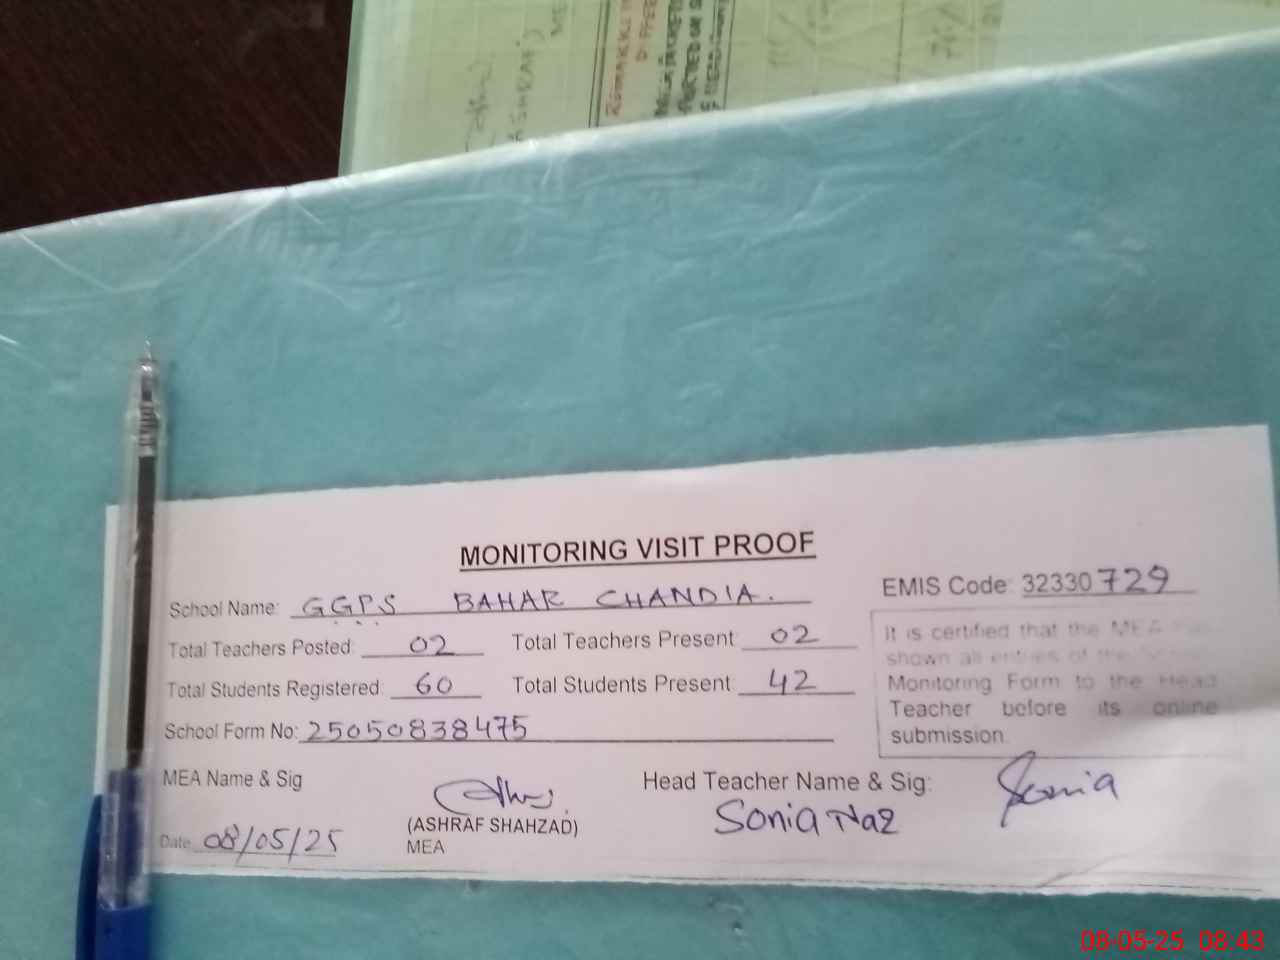 MONITORING VISIT PROOF
School Name: GGPS BAHAR CHANDIA.
EMIS Code: 32330729
Total Teachers Posted: 02 Total Teachers Present: 02
Total Students Registered: 60 Total Students Present: 42
School Form No: 25050838475
It is certified that the MEA
shown all entries of the School
Monitoring Form to the Head
Teacher before its online
submission.
MEA Name & Sig
(ASHRAF SHAHZAD)
MEA
Head Teacher Name & Sig:
Sonia Naz
Sonia
Date 08/05/25
08-05-25 08:43